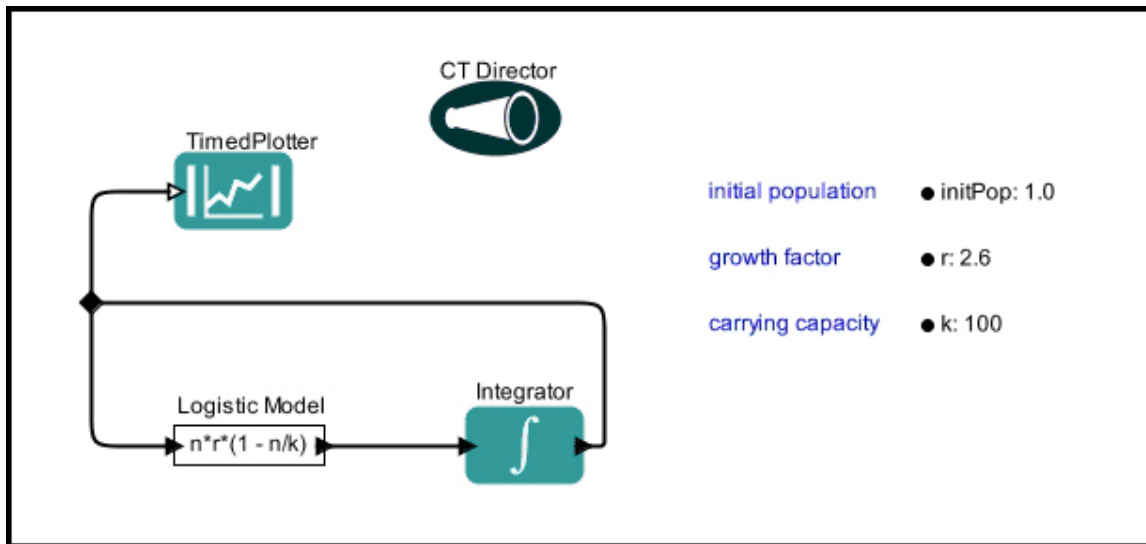 CT Director
TimedPlotter
initial population
initPop: 1.0
growth factor
r: 2.6
carrying capacity
k: 100
Logistic Model
n*r*(1 - n/k)
Integrator
∫